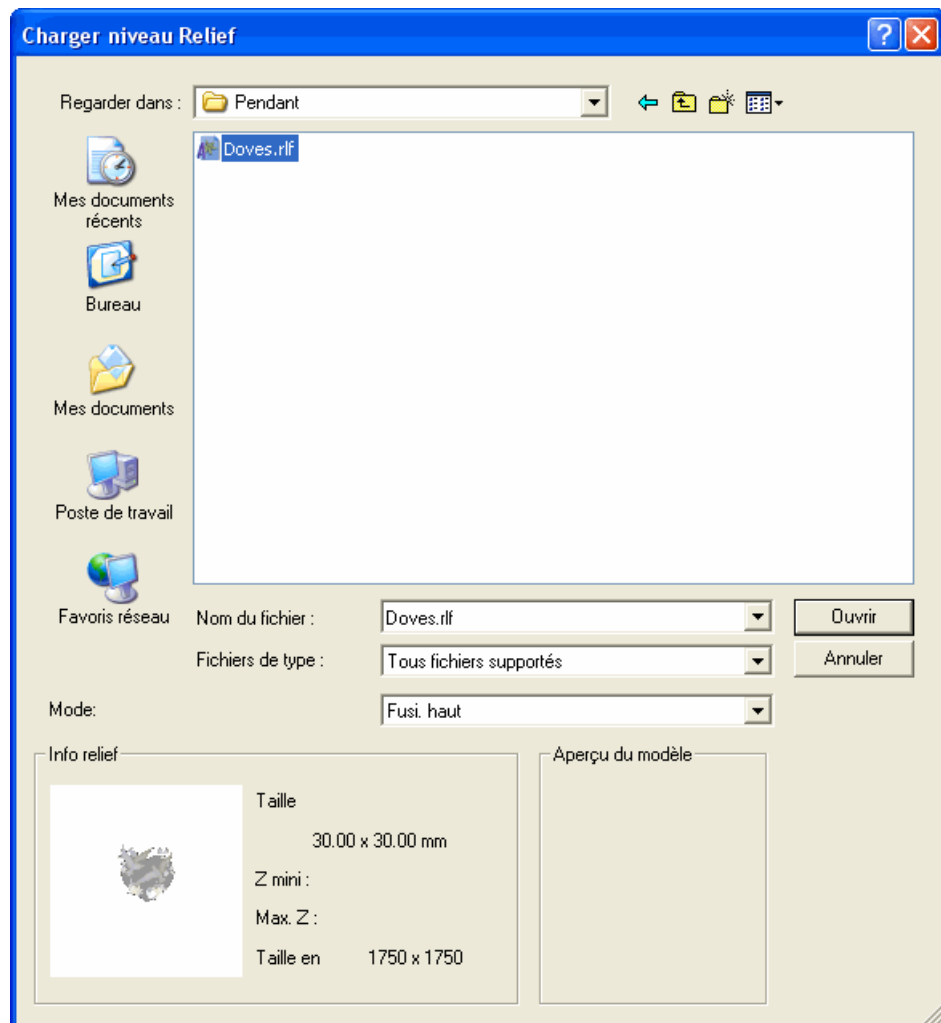 Charger niveau Relief
Regarder dans :
Pendant
Doves.rlf
Mes documents
récents
Bureau
Mes documents
Poste de travail
Favoris réseau
Nom du fichier :
Doves.rlf
Ouvrir
Fichiers de type :
Tous fichiers supportés
Annuler
Mode:
Fusi. haut
Info relief
Aperçu du modèle
Taille
30.00 x 30.00 mm
Z mini :
Max. Z :
Taille en 1750 x 1750